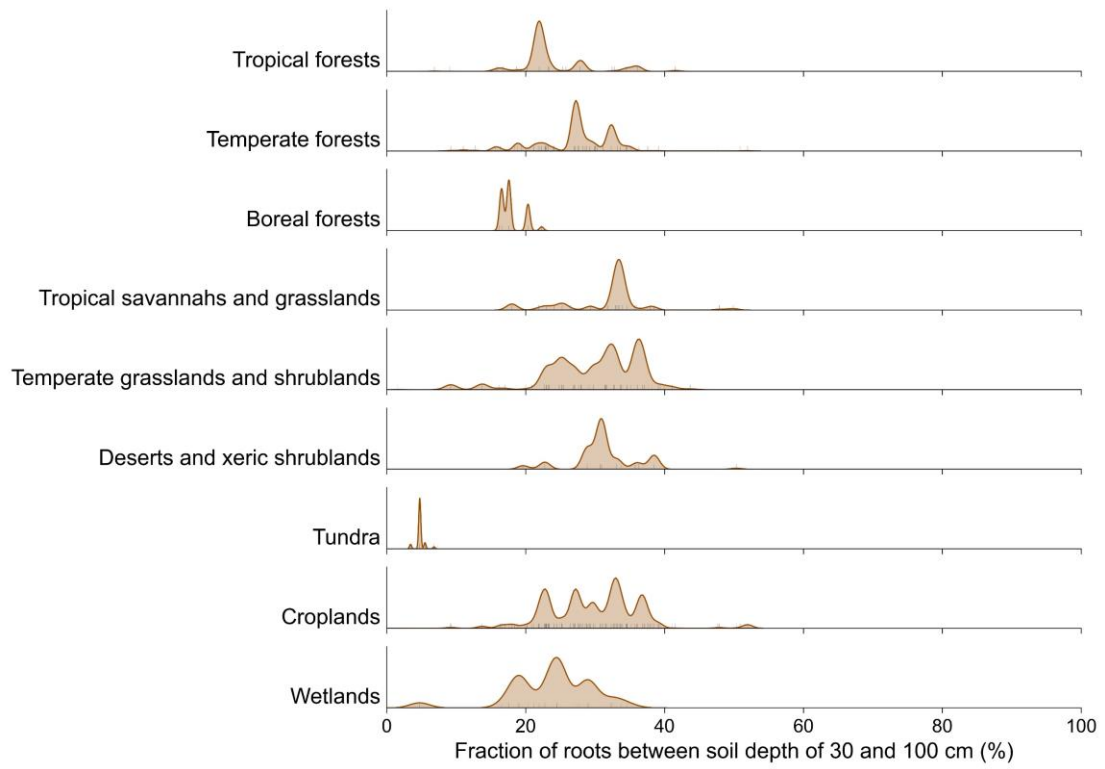 Tropical forests
Temperate forests
Boreal forests
Tropical savannahs and grasslands
Temperate grasslands and shrublands
Deserts and xeric shrublands
Tundra
Croplands
Wetlands
0 20 40 60 80 100
Fraction of roots between soil depth of 30 and 100 cm (%)